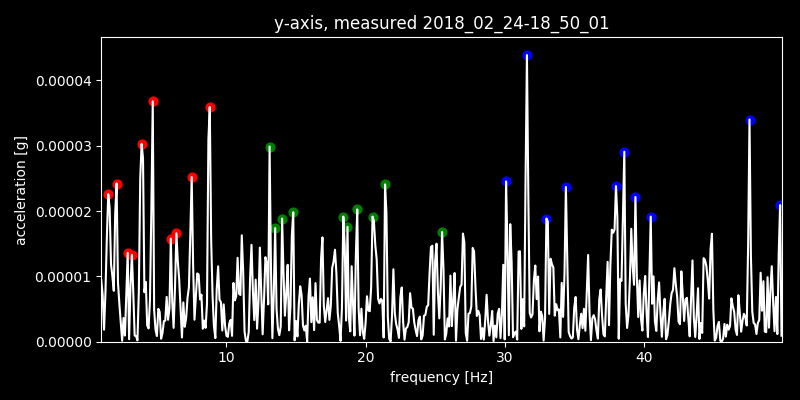 y-axis, measured 2018_02_24-18_50_01
acceleration [g]
0.00004
0.00003
0.00002
0.00001
0.00000
10 20 30 40
frequency [Hz]